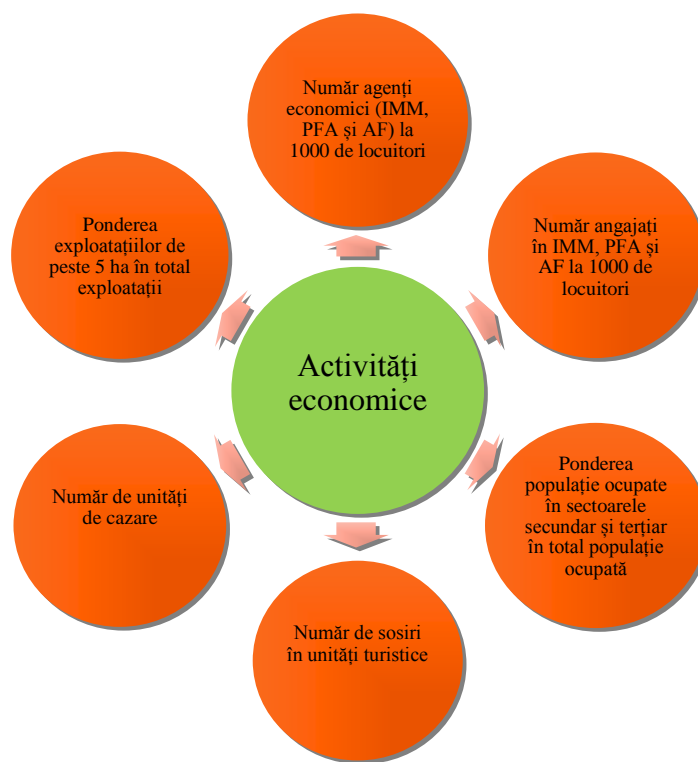 Număr agenți
economici (IMM,
PFA și AF) la
1000 de locuitori
Număr angajați
în IMM, PFA și
AF la 1000 de
locuitori
Ponderea
populație ocupate
în sectoarele
secundar și terțiar
în total populație
ocupată
Număr de sosiri
în unități turistice
Număr de unități
de cazare
Ponderea
exploatațiilor de
peste 5 ha în total
exploatații
Activități
economice